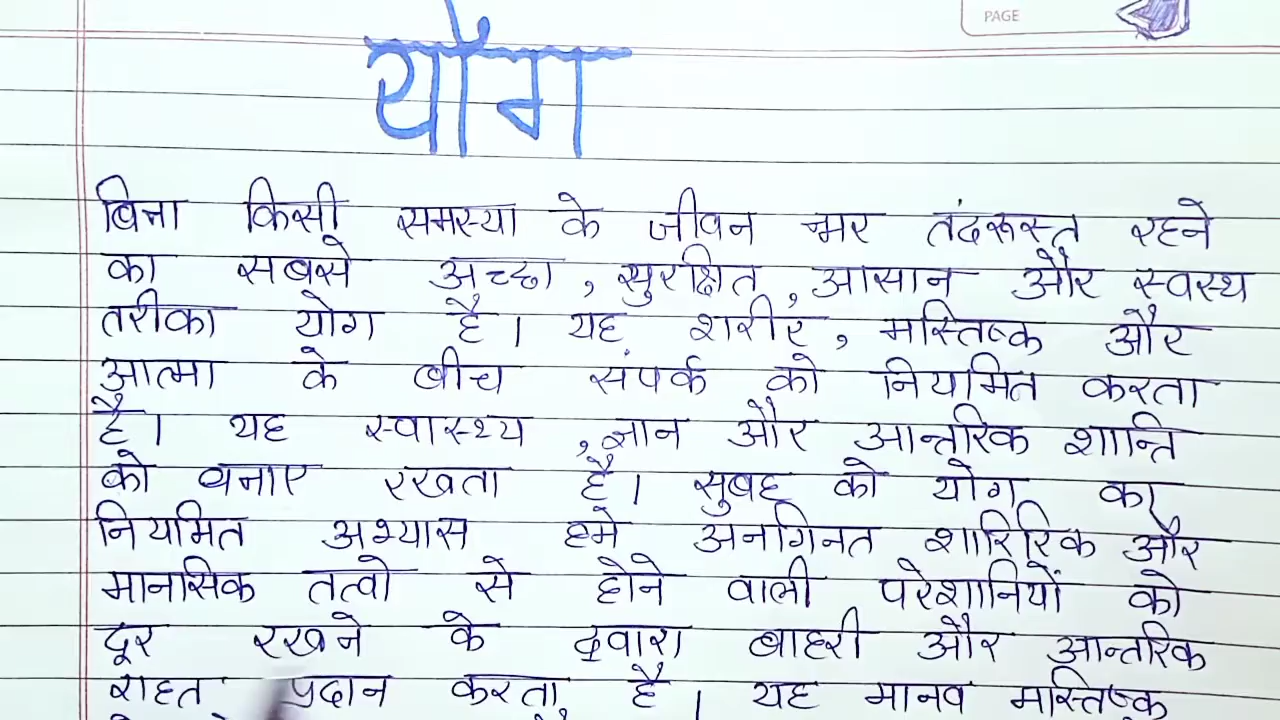 PAGE
योग
बिना किसी समस्या के जीवन भर तंदरूस्त रहने
का सबसे अच्छा , सुरक्षित , आसान और स्वस्थ
तरीका योग है । यह शरीर , मस्तिष्क और
आत्मा के बीच संपर्क को नियमित करता
है । यह स्वास्थ्य , ज्ञान और आन्तरिक शान्ति
को बनाए रखता है । सुबह को योग का
नियमित अभ्यास हमे अनगिनत शारिरिक और
मानसिक तत्वो से होने वाली परेशानियों को
दूर रखने के द्वारा बाहरी और आन्तरिक
राहत प्रदान करता है । यह मानव मस्तिष्क